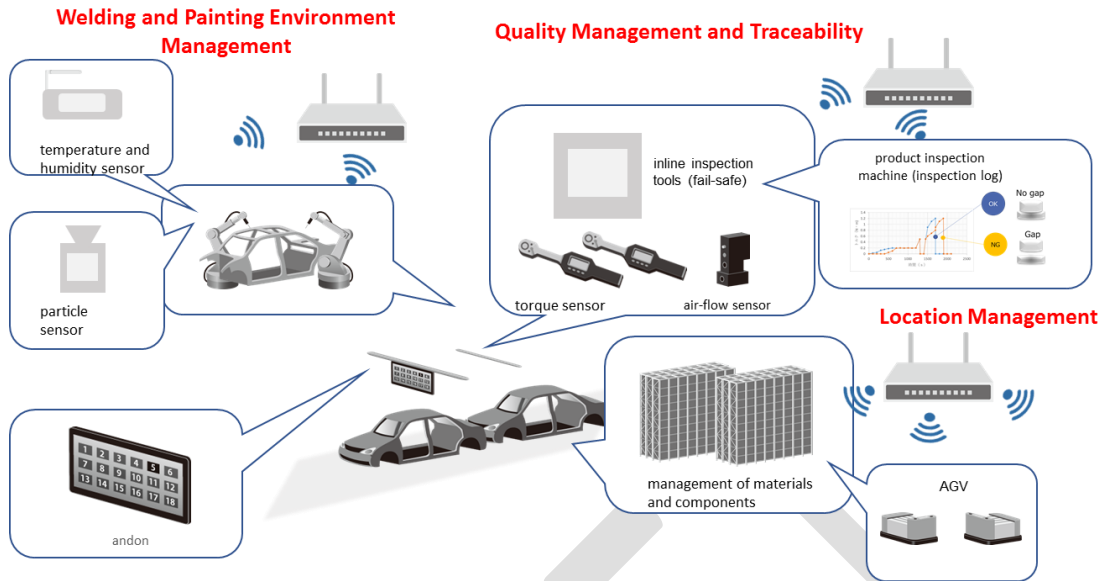 Welding and Painting Environment
Management
Quality Management and Traceability
temperature and
humidity sensor
particle
sensor
inline inspection
tools (fail-safe)
torque sensor
air-flow sensor
product inspection
machine (inspection log)
OK
No gap
NG
Gap
Location Management
management of materials
and components
AGV
1 2 3 4 5 6
7 8 9 10 11 12
13 14 15 16 17 18
andon